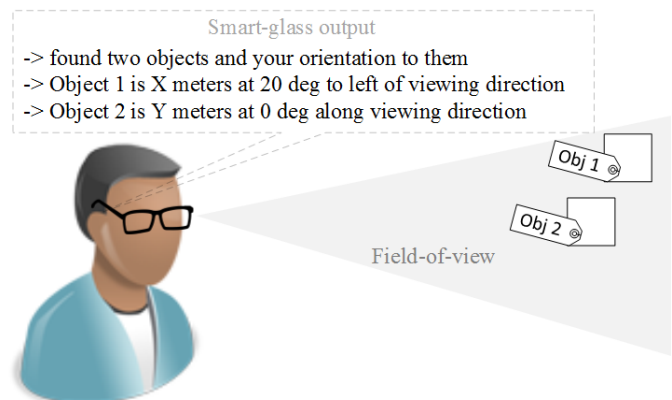 Smart-glass output
-> found two objects and your orientation to them
-> Object 1 is X meters at 20 deg to left of viewing direction
-> Object 2 is Y meters at 0 deg along viewing direction
Obj 1
Obj 2
Field-of-view